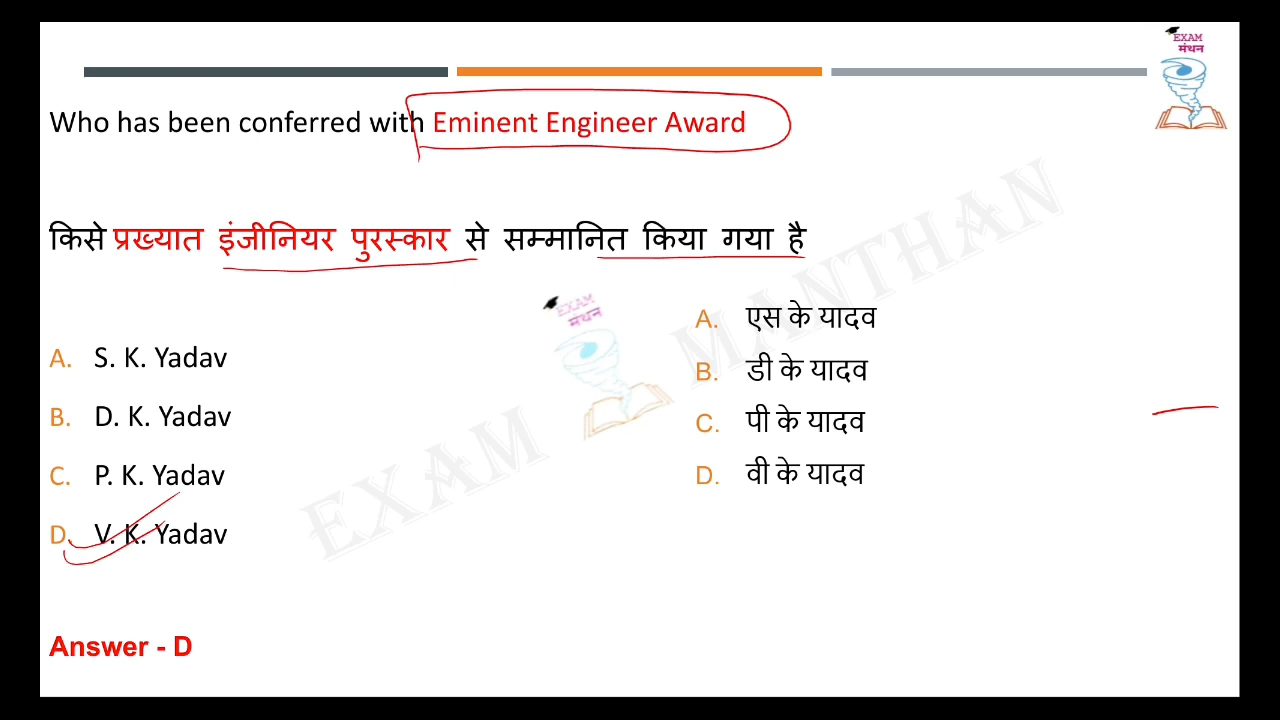 EXAM
मंथन
Who has been conferred with Eminent Engineer Award
किसे प्रख्यात इंजीनियर पुरस्कार से सम्मानित किया गया है
EXAM
मंथन
EXAM MANTHAN
A. S. K. Yadav
B. D. K. Yadav
C. P. K. Yadav
D. V. K. Yadav
A. एस के यादव
B. डी के यादव
C. पी के यादव
D. वी के यादव
Answer - D